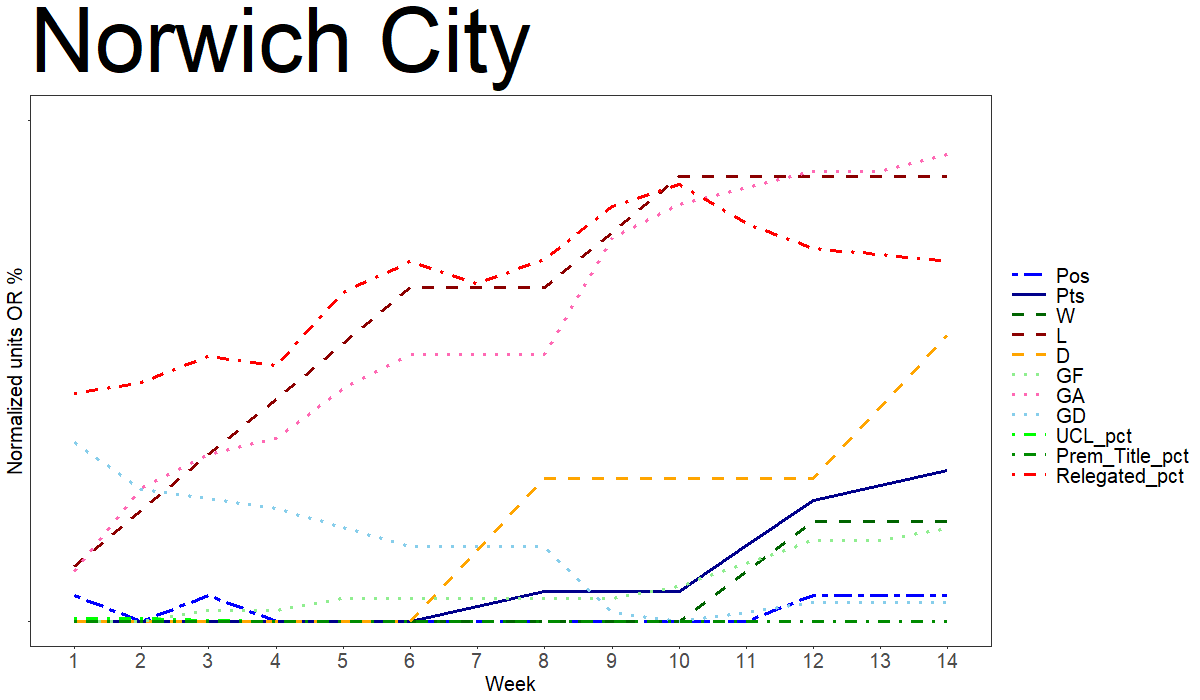 Norwich City
Normalized units OR %
Pos
Pts
W
L
D
GF
GA
GD
UCL_pct
Prem_Title_pct
Relegated_pct
1 2 3 4 5 6 7 8 9 10 11 12 13 14
Week